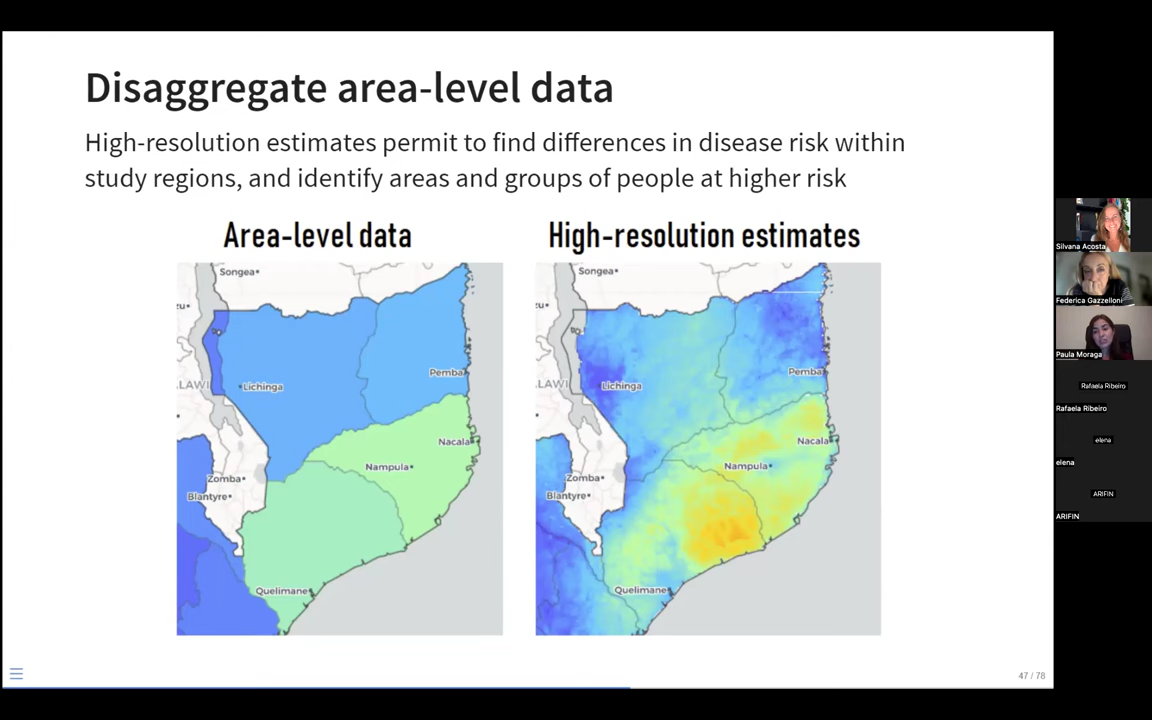 Disaggregate area-level data
High-resolution estimates permit to find differences in disease risk within
study regions, and identify areas and groups of people at higher risk
Area-level data
High-resolution estimates
Songea
zu
LAWI
Lichinga
Pemba
Nacala
Nampula
Zomba
Blantyre
Quelimane
Songea
zu
ALAWI
Lichinga
Pemba
Nacala
Nampula
Zomba
Blantyre
Quelimane
47 / 78
Silvana Acosta
Federica Gazzelloni
Paula Moraga
Rafaela Ribeiro
Rafaela Ribeiro
elena
elena
ARIFIN
ARIFIN